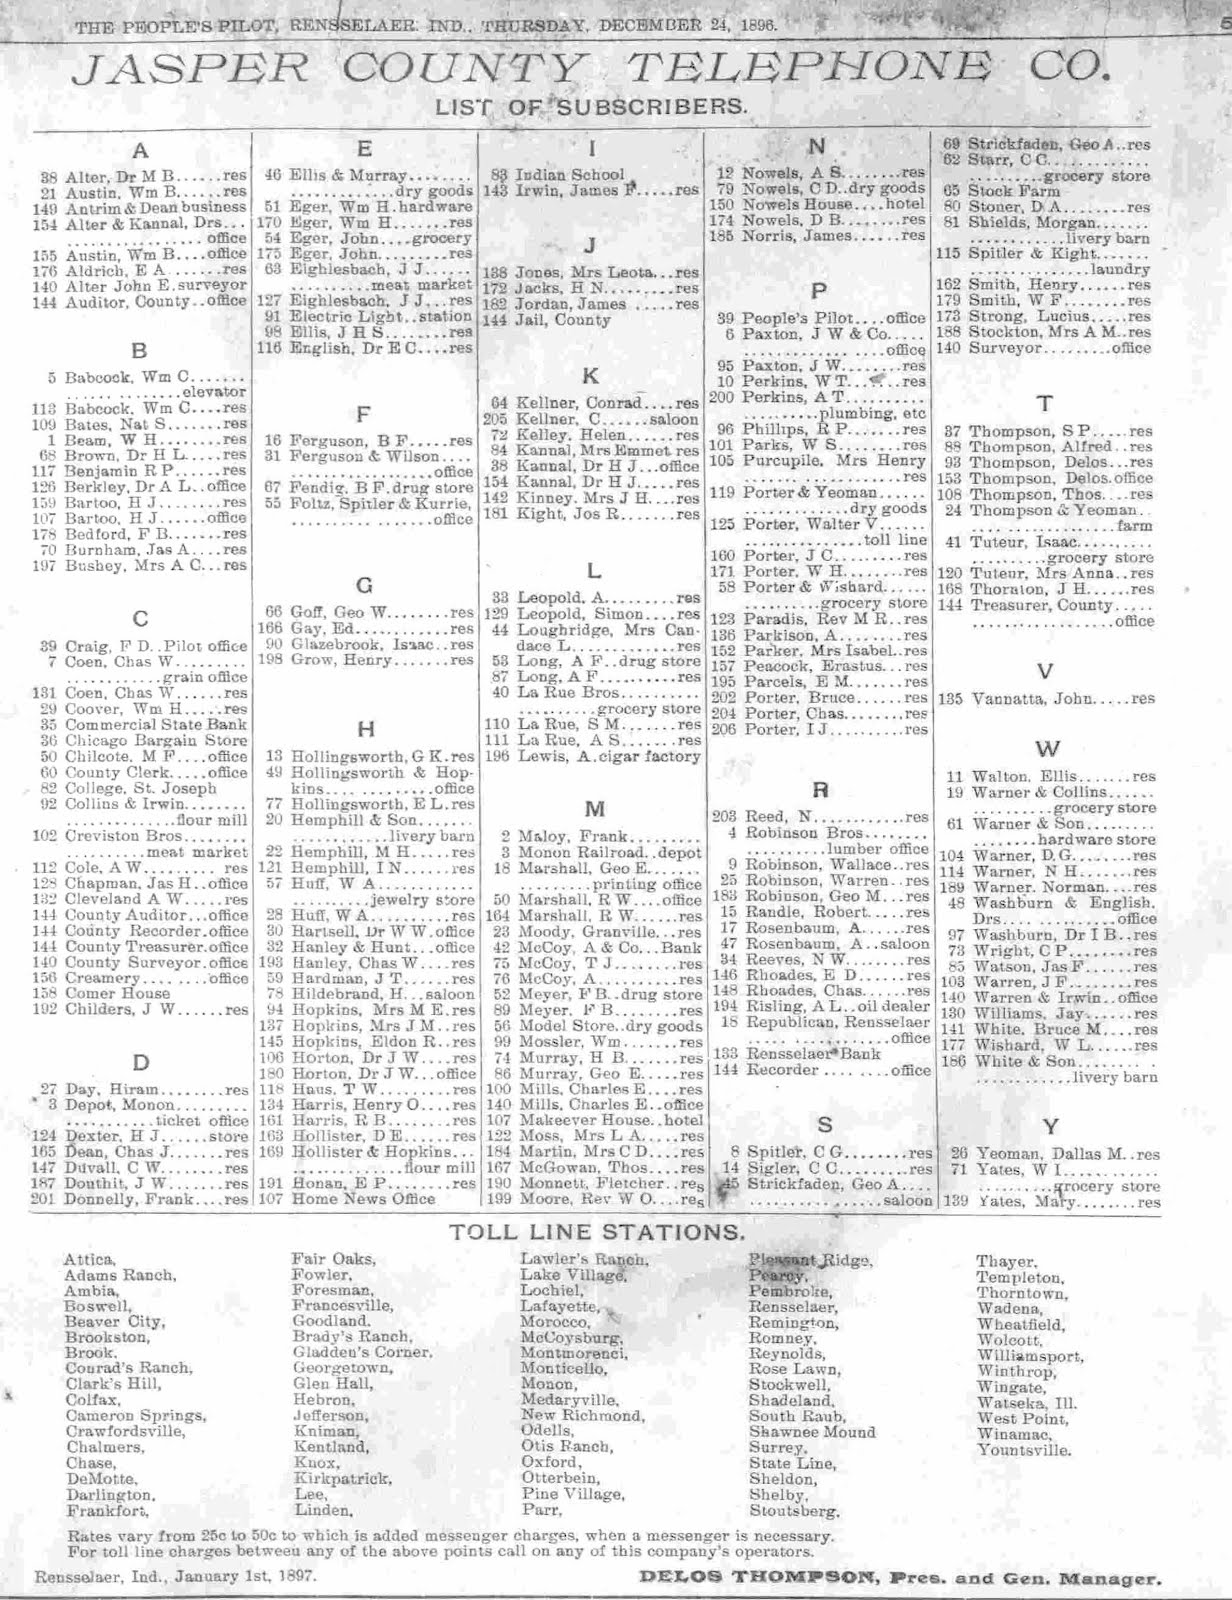 THE PEOPLE'S PILOT, RENSSELAER, IND., THURSDAY, DECEMBER 24, 1896.
JASPER COUNTY TELEPHONE CO.
LIST OF SUBSCRIBERS.
A
38 Alter, Dr M B......res
21 Austin, Wm B......res
149 Antrim & Dean business
154 Alter & Kannal, Drs...
................office
155 Austin, Wm B....office
176 Aldrich, E A.......res
140 Alter John E.surveyor
144 Auditor, County..office
B
5 Babcock, Wm C.......
..............elevator
113 Babcock, Wm C....res
109 Bates, Nat S.......res
1 Beam, W H........res
68 Brown, Dr H L.....res
117 Benjamin R P......res
126 Berkley, Dr A L..office
159 Bartoo, H J........res
107 Bartoo, H J......office
178 Bedford, F B.......res
70 Burnham, Jas A....res
197 Bushey, Mrs A C...res
C
39 Craig, F D..Pilot office
7 Coen, Chas W.........
.........grain office
131 Coen, Chas W......res
29 Coover, Wm H.....res
35 Commercial State Bank
36 Chicago Bargain Store
50 Chilcote, M F....office
60 County Clerk.....office
82 College, St. Joseph
92 Collins & Irwin........
...........flour mill
102 Creviston Bros........
........meat market
112 Cole, A W......... res
128 Chapman, Jas H..office
132 Cleveland A W.....res
144 County Auditor...office
144 County Recorder.office
144 County Treasurer.office
140 County Surveyor.office
156 Creamery........office
158 Comer House
192 Childers, J W......res
D
27 Day, Hiram........res
3 Depot, Monon.........
..........ticket office
124 Dexter, H J......store
165 Dean, Chas J.......res
147 Duvall, C W........res
187 Douthit, J W.......res
201 Donnelly, Frank....res
E
46 Ellis & Murray........
............dry goods
51 Eger, Wm H.hardware
170 Eger, Wm H.......res
54 Eger, John....grocery
175 Eger, John.........res
63 Eighlesbach, J J......
.........meat market
127 Eighlesbach, J J...res
91 Electric Light..station
98 Ellis, J H S.........res
116 English, Dr E C....res
F
16 Ferguson, B F.....res
31 Ferguson & Wilson....
................office
67 Fendig, B F.drug store
55 Foltz, Spitler & Kurrie,
................office
G
66 Goff, Geo W........res
166 Gay, Ed............res
90 Glazebrook, Isaac..res
198 Grow, Henry.......res
H
13 Hollingsworth, G K.res
49 Hollingsworth & Hop-
kins..............office
77 Hollingsworth, E L.res
20 Hemphill & Son.......
...........livery barn
22 Hemphill, M H.....res
121 Hemphill, I N.......res
57 Huff, W A............
.........jewelry store
28 Huff, W A..........res
30 Hartsell, Dr W W.office
32 Hanley & Hunt...office
193 Hanley, Chas W....res
59 Hardman, J T......res
78 Hildebrand, H...saloon
94 Hopkins, Mrs M E.res
137 Hopkins, Mrs J M..res
145 Hopkins, Eldon R..res
106 Horton, Dr J W....res
180 Horton, Dr J W...office
118 Haus, T W.........res
134 Harris, Henry O....res
161 Harris, R B.........res
163 Hollister, D E.......res
169 Hollister & Hopkins...
............flour mill
191 Honan, E P........res
107 Home News Office
I
83 Indian School
143 Irwin, James F.....res
J
138 Jones, Mrs Leota...res
172 Jacks, H N.........res
182 Jordan, James .....res
144 Jail, County
K
64 Kellner, Conrad....res
205 Kellner, C......saloon
72 Kelley, Helen......res
84 Kannal, Mrs Emmet res
38 Kannal, Dr H J...office
154 Kannal, Dr H J.....res
142 Kinney, Mrs J H....res
181 Kight, Jos R.......res
L
33 Leopold, A.........res
129 Leopold, Simon....res
44 Loughridge, Mrs Can-
dace L.............res
53 Long, A F..drug store
87 Long, A F..........res
40 La Rue Bros..........
..........grocery store
110 La Rue, S M.......res
111 La Rue, A S.......res
196 Lewis, A.cigar factory
M
2 Maloy, Frank.........
3 Monon Railroad..depot
18 Marshall, Geo E.......
.........printing office
50 Marshall, R W....office
164 Marshall, R W......res
23 Moody, Granville...res
42 McCoy, A & Co...Bank
75 McCoy, T J.........res
76 McCoy, A..........res
52 Meyer, F B..drug store
89 Meyer, F B.........res
56 Model Store..dry goods
99 Mossler, Wm.......res
74 Murray, H B.......res
86 Murray, Geo E.....res
100 Mills, Charles E....res
140 Mills, Charles E..office
107 Makeever House..hotel
122 Moss, Mrs L A.....res
184 Martin, Mrs C D....res
167 McGowan, Thos....res
190 Monnett, Fletcher..res
199 Moore, Rev W O....res
N
12 Nowels, A S........res
79 Nowels, C D..dry goods
150 Nowels House....hotel
174 Nowels, D B.......res
185 Norris, James......res
P
39 People's Pilot....office
6 Paxton, J W & Co.....
................office
95 Paxton, J W........res
10 Perkins, W T.......res
200 Perkins, A T..........
.........plumbing, etc
96 Phillips, R P........res
101 Parks, W S.........res
105 Purcupile, Mrs Henry
...................res
119 Porter & Yeoman......
............dry goods
125 Porter, Walter V......
..............toll line
160 Porter, J C.........res
171 Porter, W H........res
58 Porter & Wishard......
.........grocery store
123 Paradis, Rev M R..res
136 Parkison, A........res
152 Parker, Mrs Isabel..res
157 Peacock, Erastus...res
195 Parcels, E M.......res
202 Porter, Bruce......res
204 Porter, Chas.......res
206 Porter, I J..........res
R
203 Reed, N...........res
4 Robinson Bros........
..........lumber office
9 Robinson, Wallace..res
25 Robinson, Warren..res
183 Robinson, Geo M...res
15 Randle, Robert.....res
17 Rosenbaum, A......res
47 Rosenbaum, A..saloon
34 Reeves, N W.......res
146 Rhoades, E D......res
148 Rhoades, Chas......res
194 Risling, A L..oil dealer
18 Republican, Rensselaer
................office
133 Rensselaer Bank
144 Recorder ........office
S
8 Spitler, C G........res
14 Sigler, C C.........res
45 Strickfaden, Geo A....
................saloon
69 Strickfaden, Geo A..res
62 Starr, C C............
.........grocery store
65 Stock Farm
80 Stoner, D A........res
81 Shields, Morgan.......
............livery barn
115 Spitler & Kight.......
..............laundry
162 Smith, Henry......res
179 Smith, W F........res
173 Strong, Lucius.....res
188 Stockton, Mrs A M..res
140 Surveyor.........office
T
37 Thompson, S P.....res
88 Thompson, Alfred..res
93 Thompson, Delos...res
153 Thompson, Delos.office
108 Thompson, Thos....res
24 Thompson & Yeoman..
..................farm
41 Tuteur, Isaac..........
..........grocery store
120 Tuteur, Mrs Anna..res
168 Thornton, J H......res
144 Treasurer, County.....
................office
V
135 Vannatta, John.....res
W
11 Walton, Ellis.......res
19 Warner & Collins......
..........grocery store
61 Warner & Son.........
........hardware store
104 Warner, D G.......res
114 Warner, N H.......res
189 Warner, Norman....res
48 Washburn & English,
Drs..............office
97 Washburn, Dr I B..res
73 Wright, C P........res
85 Watson, Jas F......res
103 Warren, J F........res
140 Warren & Irwin..office
130 Williams, Jay......res
141 White, Bruce M....res
177 Wishard, W L......res
186 White & Son..........
............livery barn
Y
26 Yeoman, Dallas M..res
71 Yates, W I............
..........grocery store
139 Yates, Mary........res
TOLL LINE STATIONS.
Attica,
Adams Ranch,
Ambia,
Boswell,
Beaver City,
Brookston,
Brook.
Conrad's Ranch,
Clark's Hill,
Colfax,
Cameron Springs,
Crawfordsville,
Chalmers,
Chase,
DeMotte,
Darlington,
Frankfort,
Fair Oaks,
Fowler,
Foresman,
Francesville,
Goodland.
Brady's Ranch,
Gladden's Corner,
Georgetown,
Glen Hall,
Hebron,
Jefferson,
Kniman,
Kentland,
Knox,
Kirkpatrick,
Lee,
Linden,
Lawler's Ranch,
Lake Village,
Lochiel,
Lafayette,
Morocco,
McCoysburg,
Montmorenci,
Monticello,
Monon,
Medaryville,
New Richmond,
Odells,
Otis Ranch,
Oxford,
Otterbein,
Pine Village,
Parr,
Pleasant Ridge,
Pearcy,
Pembroke,
Rensselaer,
Remington,
Romney,
Reynolds,
Rose Lawn,
Stockwell,
Shadeland,
South Raub,
Shawnee Mound
Surrey,
State Line,
Sheldon,
Shelby,
Stoutsberg.
Thayer,
Templeton,
Thorntown,
Wadena,
Wheatfield,
Wolcott,
Williamsport,
Winthrop,
Wingate,
Watseka, Ill.
West Point,
Winamac,
Yountsville.
Rates vary from 25c to 50c to which is added messenger charges, when a messenger is necessary.
For toll line charges between any of the above points call on any of this company's operators.
Rensselaer, Ind., January 1st, 1897.
DELOS THOMPSON, Pres. and Gen. Manager.